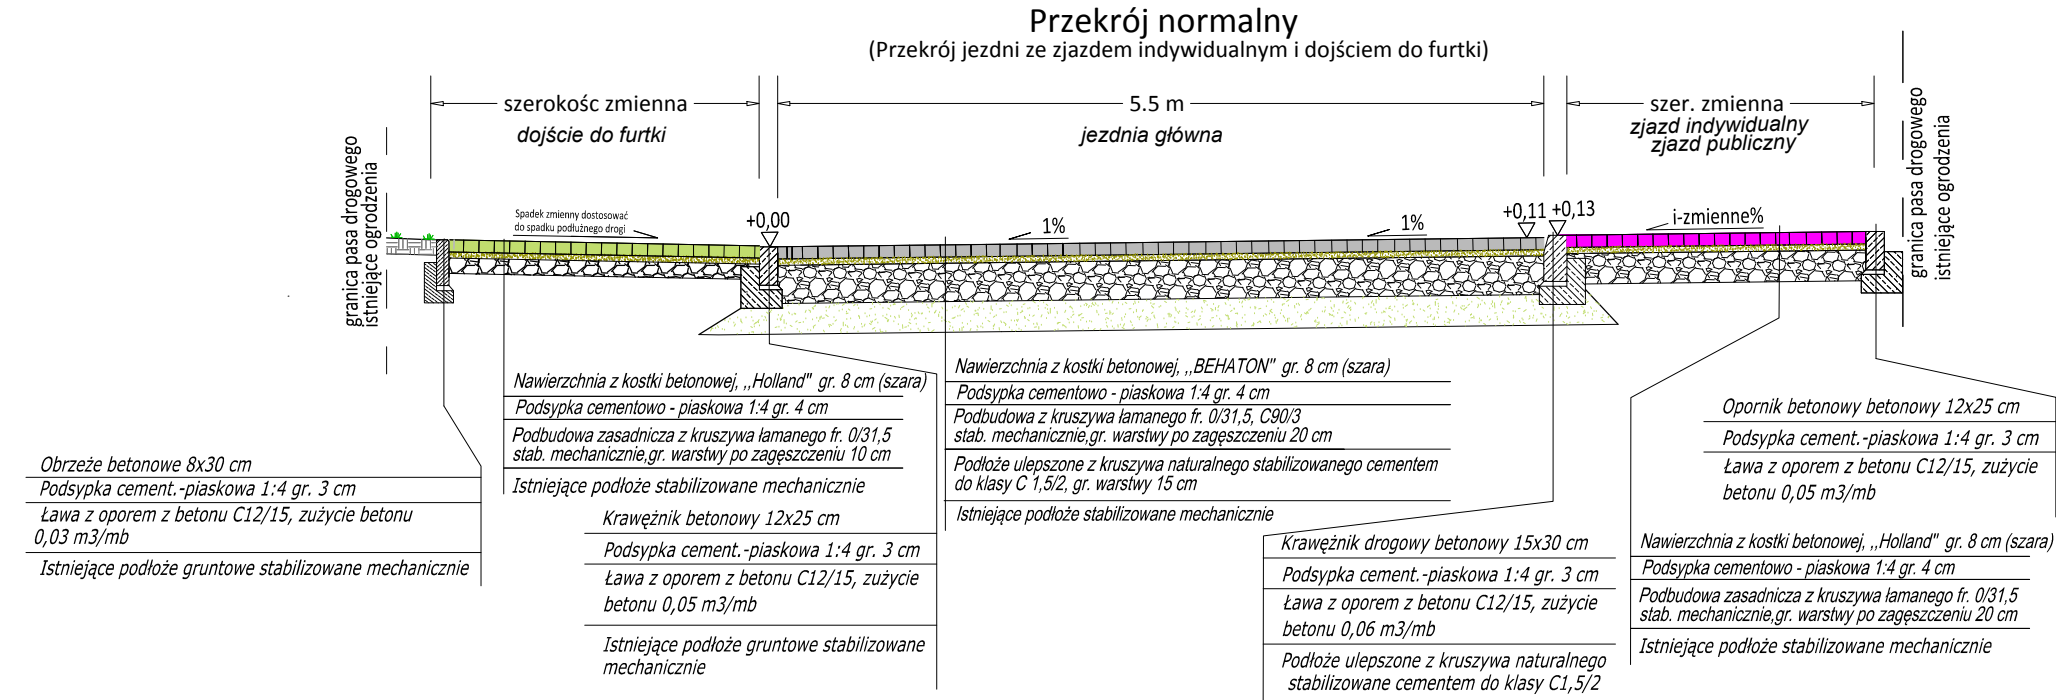 Przekrój normalny
(Przekrój jezdni ze zjazdem indywidualnym i dojściem do furtki)
szerokośc zmienna
dojście do furtki
5.5 m
jezdnia główna
szer. zmienna
zjazd indywidualny
zjazd publiczny
granica pasa drogowego
istniejące ogrodzenia
granica pasa drogowego
istniejące ogrodzenia
Spadek zmienny dostosować
do spadku podłużnego drogi
+0,00
1%
1%
+0,11
+0,13
i-zmienne%
Obrzeże betonowe 8x30 cm
Podsypka cement.-piaskowa 1:4 gr. 3 cm
Ława z oporem z betonu C12/15, zużycie betonu
0,03 m3/mb
Istniejące podłoże gruntowe stabilizowane mechanicznie
Nawierzchnia z kostki betonowej, ,,Holland" gr. 8 cm (szara)
Podsypka cementowo - piaskowa 1:4 gr. 4 cm
Podbudowa zasadnicza z kruszywa łamanego fr. 0/31,5
stab. mechanicznie,gr. warstwy po zagęszczeniu 10 cm
Istniejące podłoże stabilizowane mechanicznie
Krawężnik betonowy 12x25 cm
Podsypka cement.-piaskowa 1:4 gr. 3 cm
Ława z oporem z betonu C12/15, zużycie
betonu 0,05 m3/mb
Istniejące podłoże gruntowe stabilizowane
mechanicznie
Nawierzchnia z kostki betonowej, ,,BEHATON" gr. 8 cm (szara)
Podsypka cementowo - piaskowa 1:4 gr. 4 cm
Podbudowa z kruszywa łamanego fr. 0/31,5, C90/3
stab. mechanicznie,gr. warstwy po zagęszczeniu 20 cm
Podłoże ulepszone z kruszywa naturalnego stabilizowanego cementem
do klasy C 1,5/2, gr. warstwy 15 cm
Istniejące podłoże stabilizowane mechanicznie
Krawężnik drogowy betonowy 15x30 cm
Podsypka cement.-piaskowa 1:4 gr. 3 cm
Ława z oporem z betonu C12/15, zużycie
betonu 0,06 m3/mb
Podłoże ulepszone z kruszywa naturalnego
stabilizowane cementem do klasy C1,5/2
Opornik betonowy betonowy 12x25 cm
Podsypka cement.-piaskowa 1:4 gr. 3 cm
Ława z oporem z betonu C12/15, zużycie
betonu 0,05 m3/mb
Nawierzchnia z kostki betonowej, ,,Holland" gr. 8 cm (szara)
Podsypka cementowo - piaskowa 1:4 gr. 4 cm
Podbudowa zasadnicza z kruszywa łamanego fr. 0/31,5
stab. mechanicznie,gr. warstwy po zagęszczeniu 20 cm
Istniejące podłoże stabilizowane mechanicznie